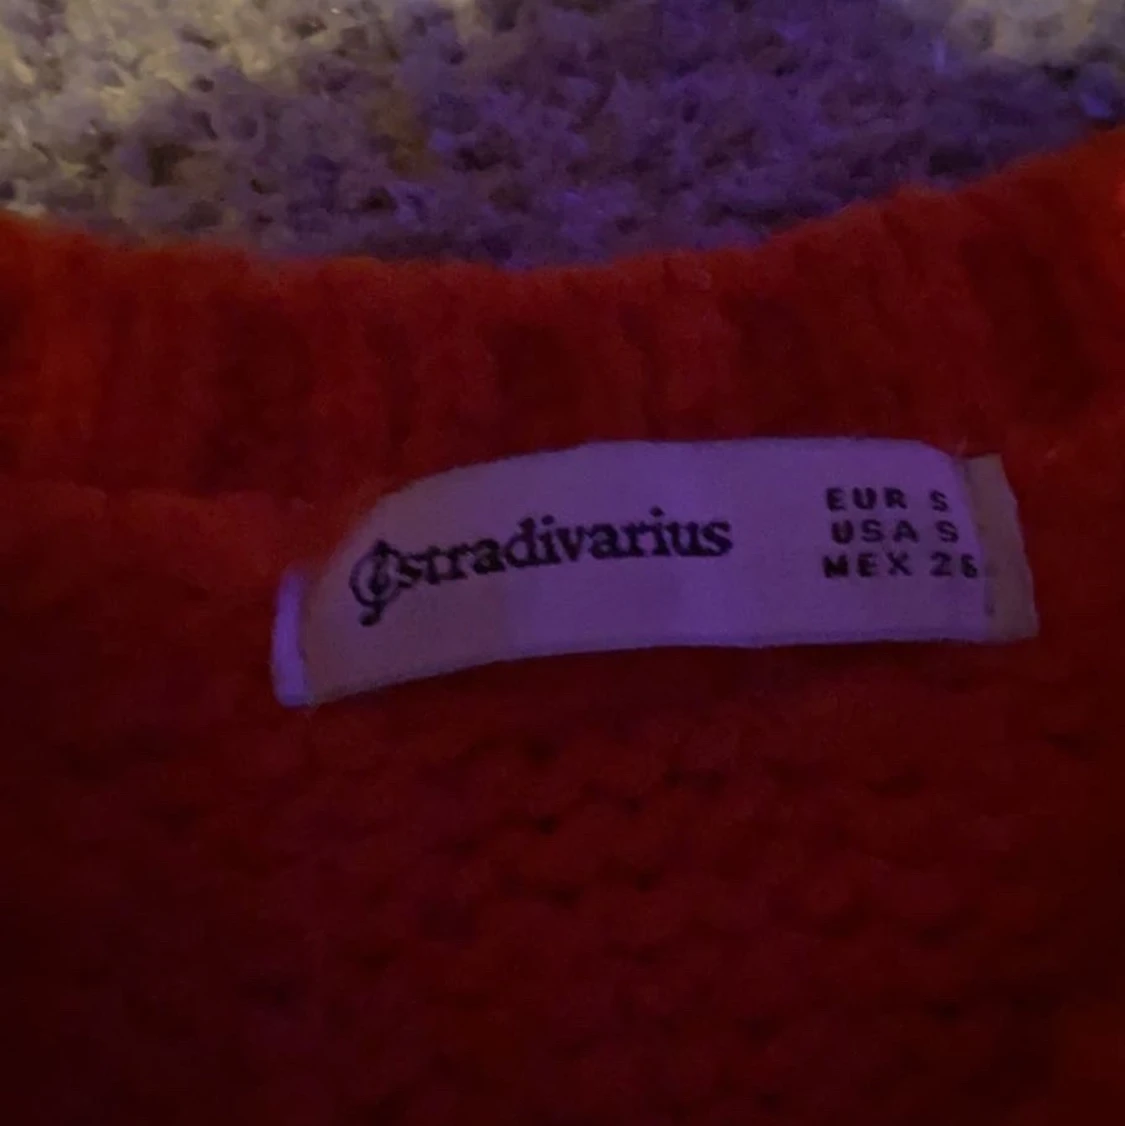 stradivarius
EUR S
USA S
MEX 26